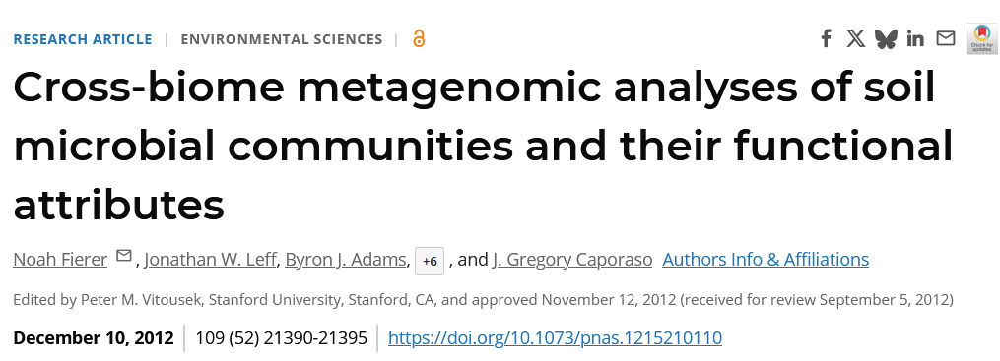 RESEARCH ARTICLE | ENVIRONMENTAL SCIENCES |
Check for updates
Cross-biome metagenomic analyses of soil
microbial communities and their functional
attributes
Noah Fierer , Jonathan W. Leff, Byron J. Adams, +6 , and J. Gregory Caporaso Authors Info & Affiliations
Edited by Peter M. Vitousek, Stanford University, Stanford, CA, and approved November 12, 2012 (received for review September 5, 2012)
December 10, 2012 | 109 (52) 21390-21395 | https://doi.org/10.1073/pnas.1215210110